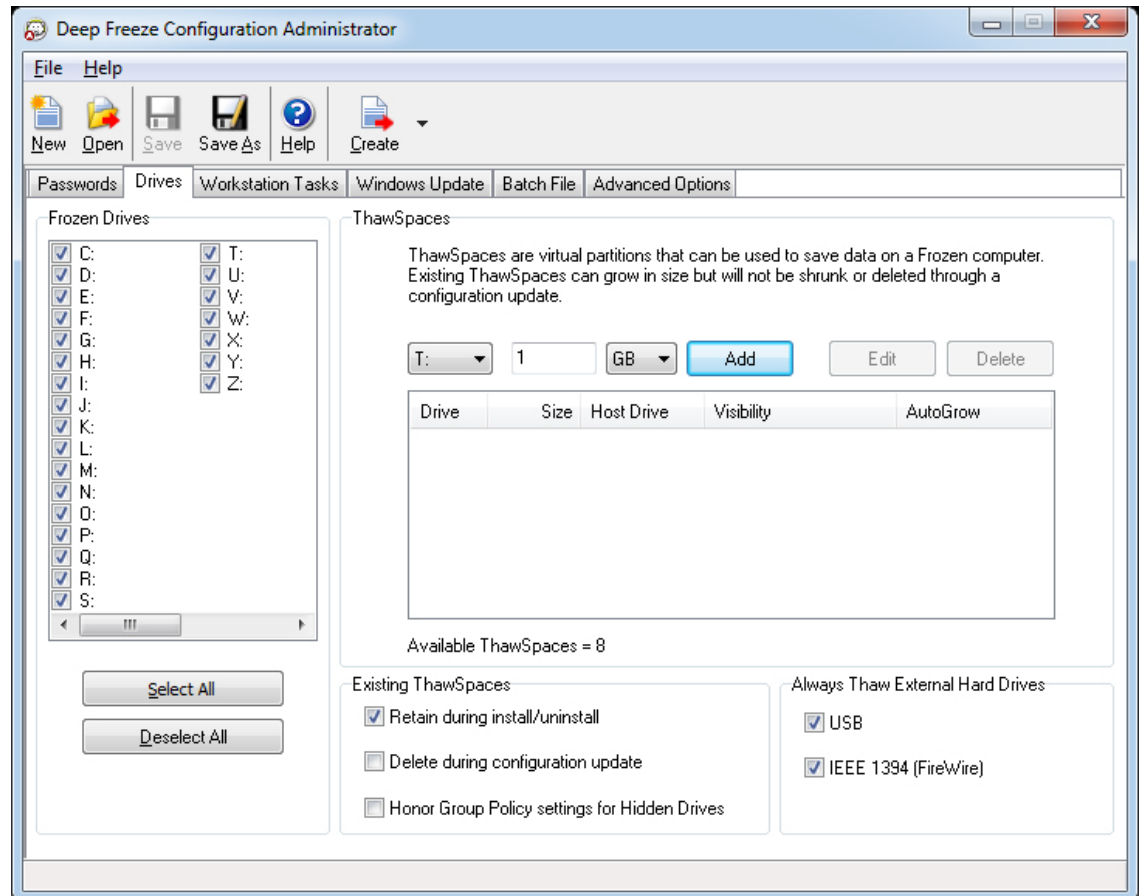 Deep Freeze Configuration Administrator
File Help
New Open Save Save As Help Create
Passwords Drives Workstation Tasks Windows Update Batch File Advanced Options
Frozen Drives
C: T:
D: U:
E: V:
F: W:
G: X:
H: Y:
I: Z:
J:
K:
L:
M:
N:
O:
P:
Q:
R:
S:
Select All
Deselect All
ThawSpaces
ThawSpaces are virtual partitions that can be used to save data on a Frozen computer.
Existing ThawSpaces can grow in size but will not be shrunk or deleted through a
configuration update.
T: 1 GB Add Edit Delete
Drive Size Host Drive Visibility AutoGrow
Available ThawSpaces = 8
Existing ThawSpaces
Retain during install/uninstall
Delete during configuration update
Honor Group Policy settings for Hidden Drives
Always Thaw External Hard Drives
USB
IEEE 1394 (FireWire)